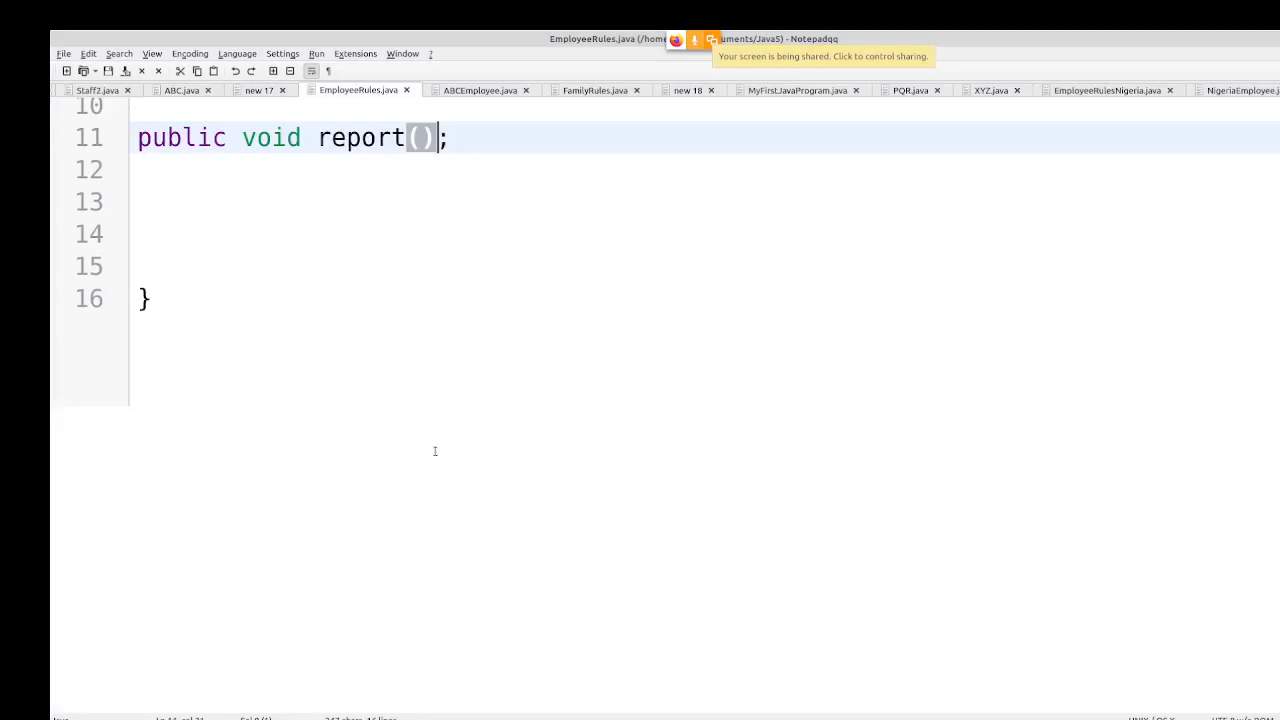 EmployeeRules.java (/home uments/Java5) - Notepadqq
Your screen is being shared. Click to control sharing.
File Edit Search View Encoding Language Settings Run Extensions Window ?
Staff2.java ABC.java new 17 EmployeeRules.java ABCEmployee.java FamilyRules.java new 18 MyFirstJavaProgram.java PQR.java XYZ.java EmployeeRulesNigeria.java NigeriaEmployee.j
10
11 public void report();
12
13
14
15
16 }